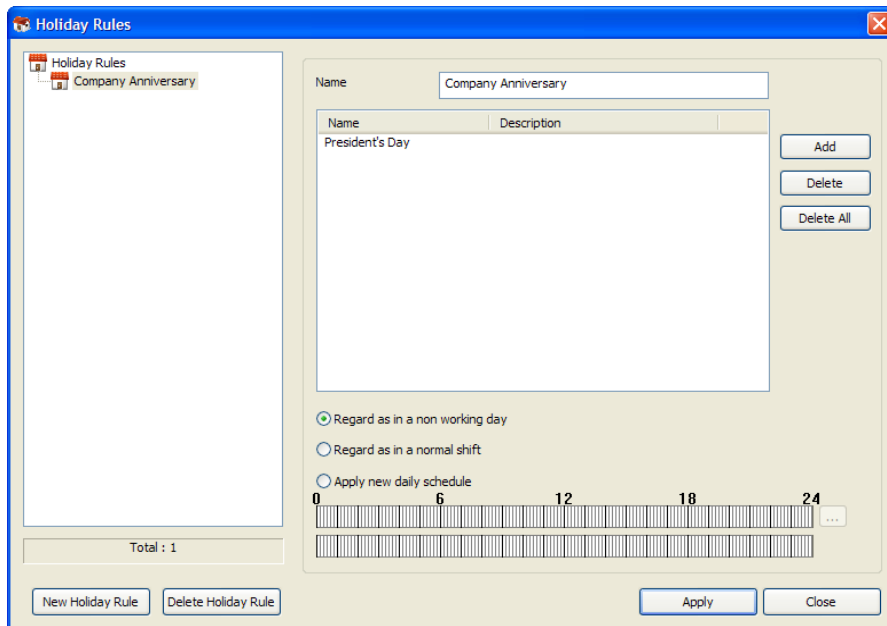 Holiday Rules
Holiday Rules
Company Anniversary
Name
Company Anniversary
Name Description
President's Day
Add
Delete
Delete All
Regard as in a non working day
Regard as in a normal shift
Apply new daily schedule
0 6 12 18 24
...
Total : 1
New Holiday Rule Delete Holiday Rule Apply Close